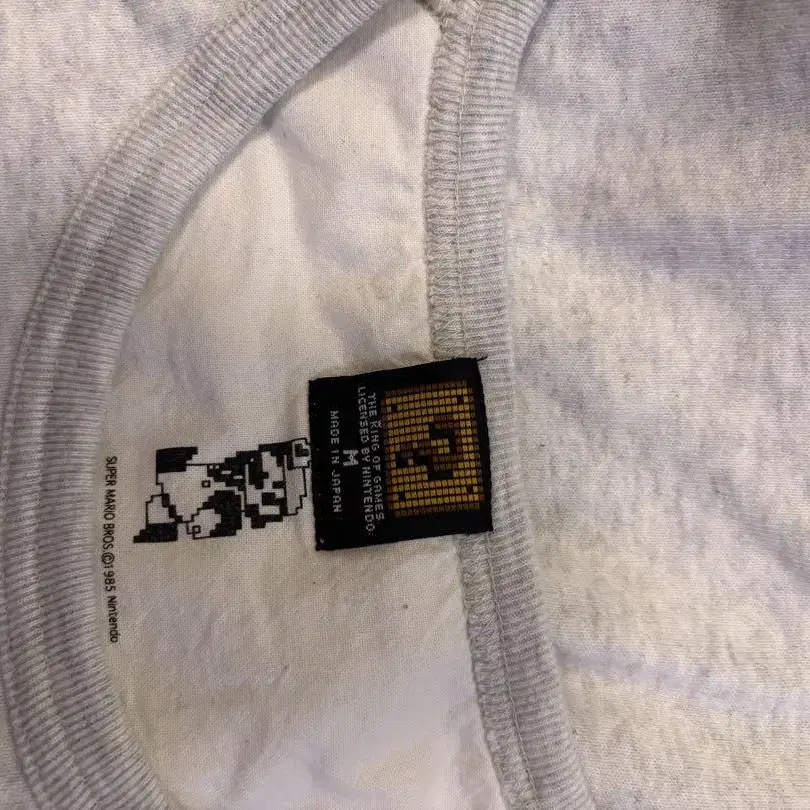 THE KING OF GAMES
LICENSED BY NINTENDO
M
MADE IN JAPAN
SUPER MARIO BROS.©1985 Nintendo